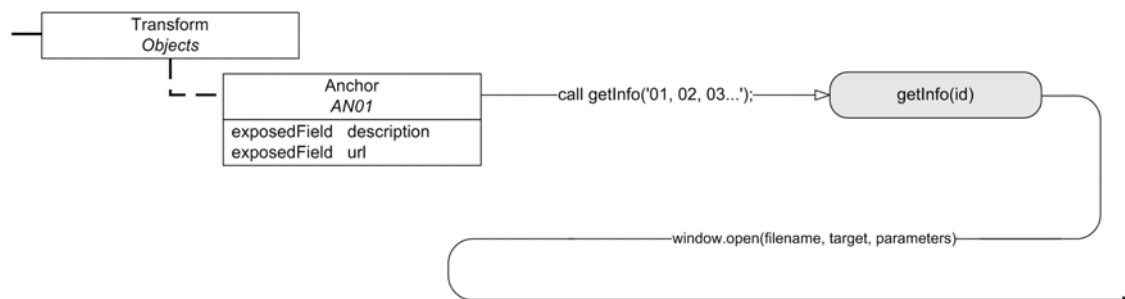 Transform
Objects
Anchor
AN01
call getInfo('01, 02, 03...');
getInfo(id)
exposedField description
exposedField url
window.open(filename, target, parameters)